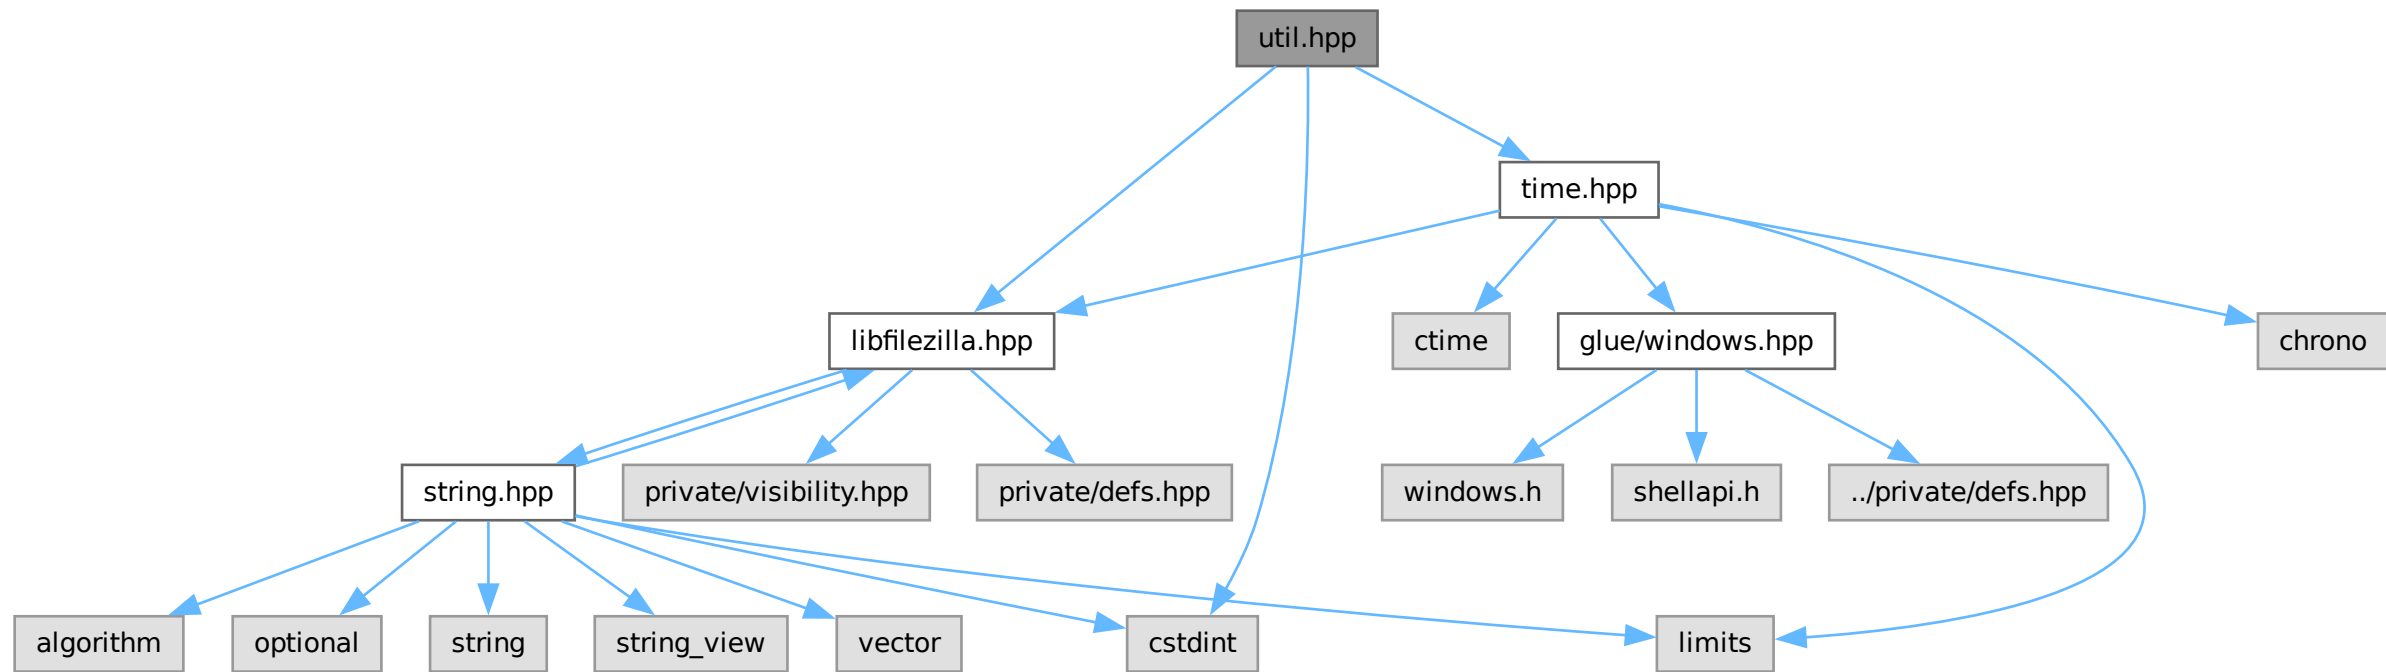 util.hpp
time.hpp
libfilezilla.hpp
ctime
glue/windows.hpp
chrono
string.hpp
private/visibility.hpp
private/defs.hpp
windows.h
shellapi.h
../private/defs.hpp
algorithm
optional
string
string_view
vector
cstdint
limits